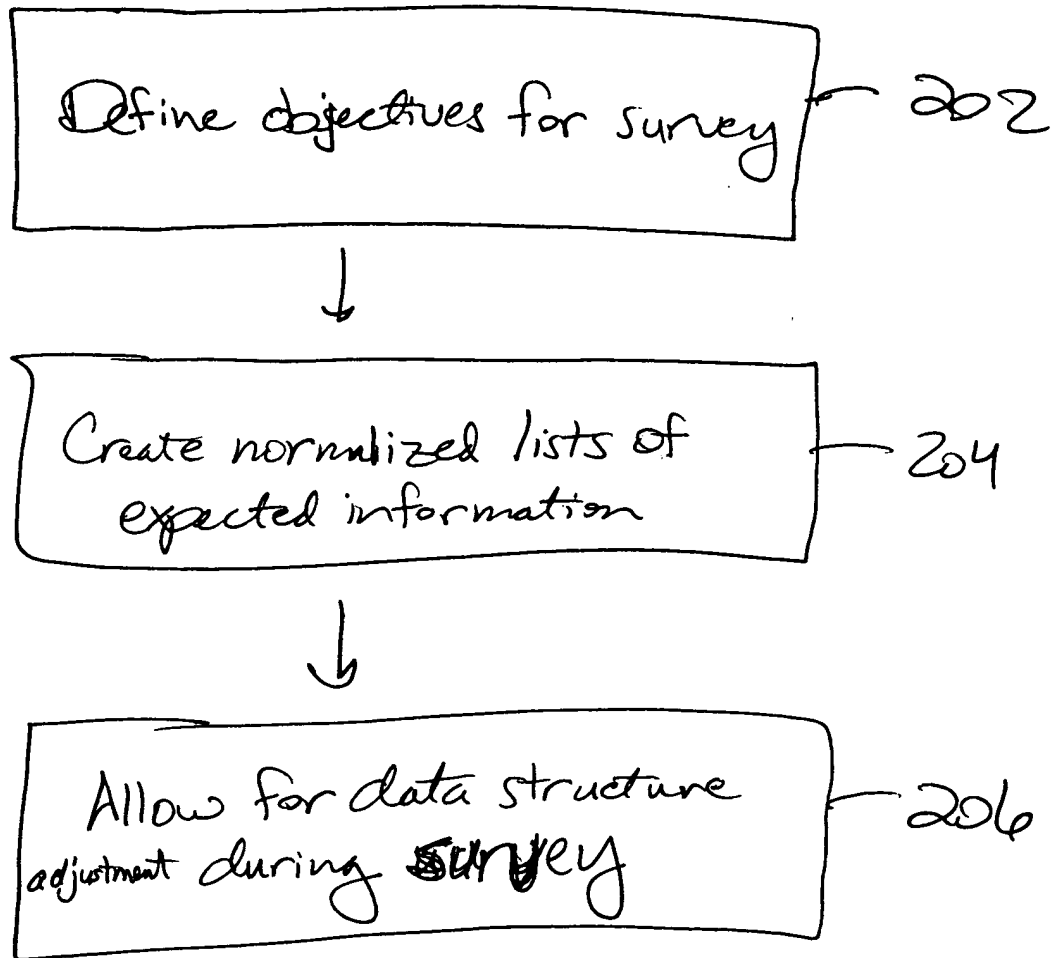 Define objectives for survey
202
Create normalized lists of
expected information
204
Allow for data structure
adjustment during survey
206